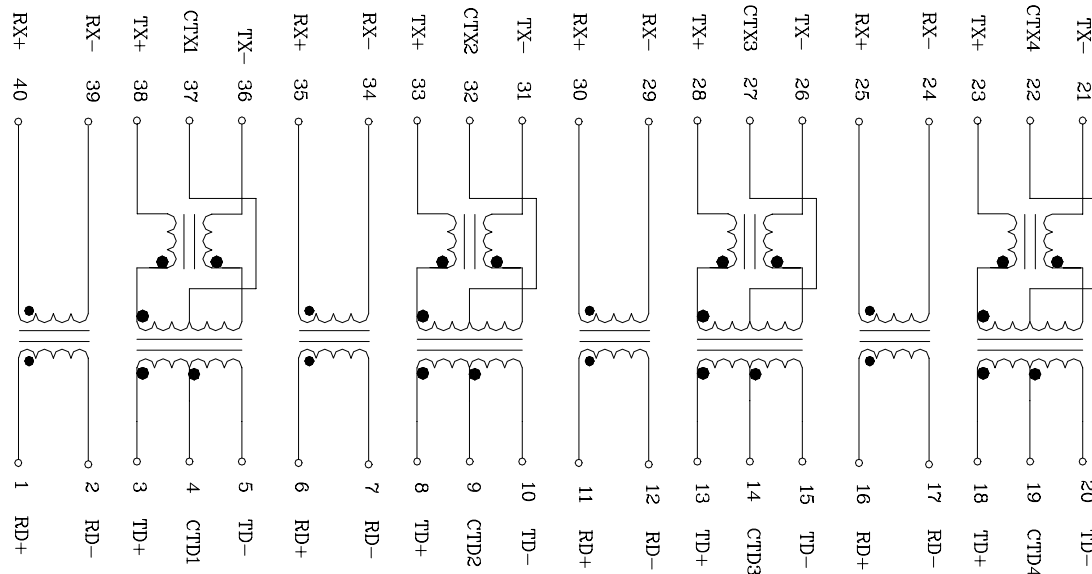 RX+ RX- TX+ CTX1 TX- RX+ RX- TX+ CTX2 TX- RX+ RX- TX+ CTX3 TX- RX+ RX- TX+ CTX4 TX-
40 39 38 37 36 35 34 33 32 31 30 29 28 27 26 25 24 23 22 21
1 2 3 4 5 6 7 8 9 10 11 12 13 14 15 16 17 18 19 20
RD+ RD- TD+ CTD1 TD- RD+ RD- TD+ CTD2 TD- RD+ RD- TD+ CTD3 TD- RD+ RD- TD+ CTD4 TD-